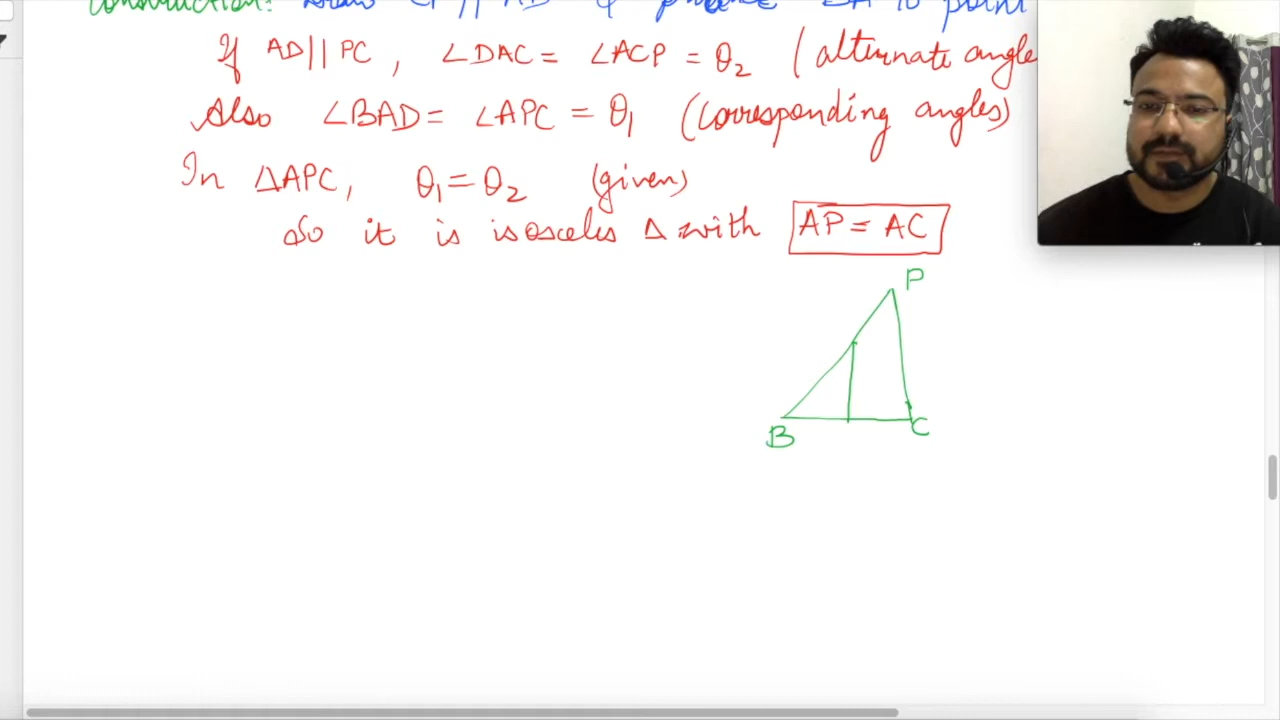 If AD || PC , ∠DAC = ∠ACP = θ2 (alternate angle
Also ∠BAD = ∠APC = θ1 (corresponding angles)
In △APC, θ1 = θ2 (given)
So it is isosceles △ with AP = AC
P
B
C